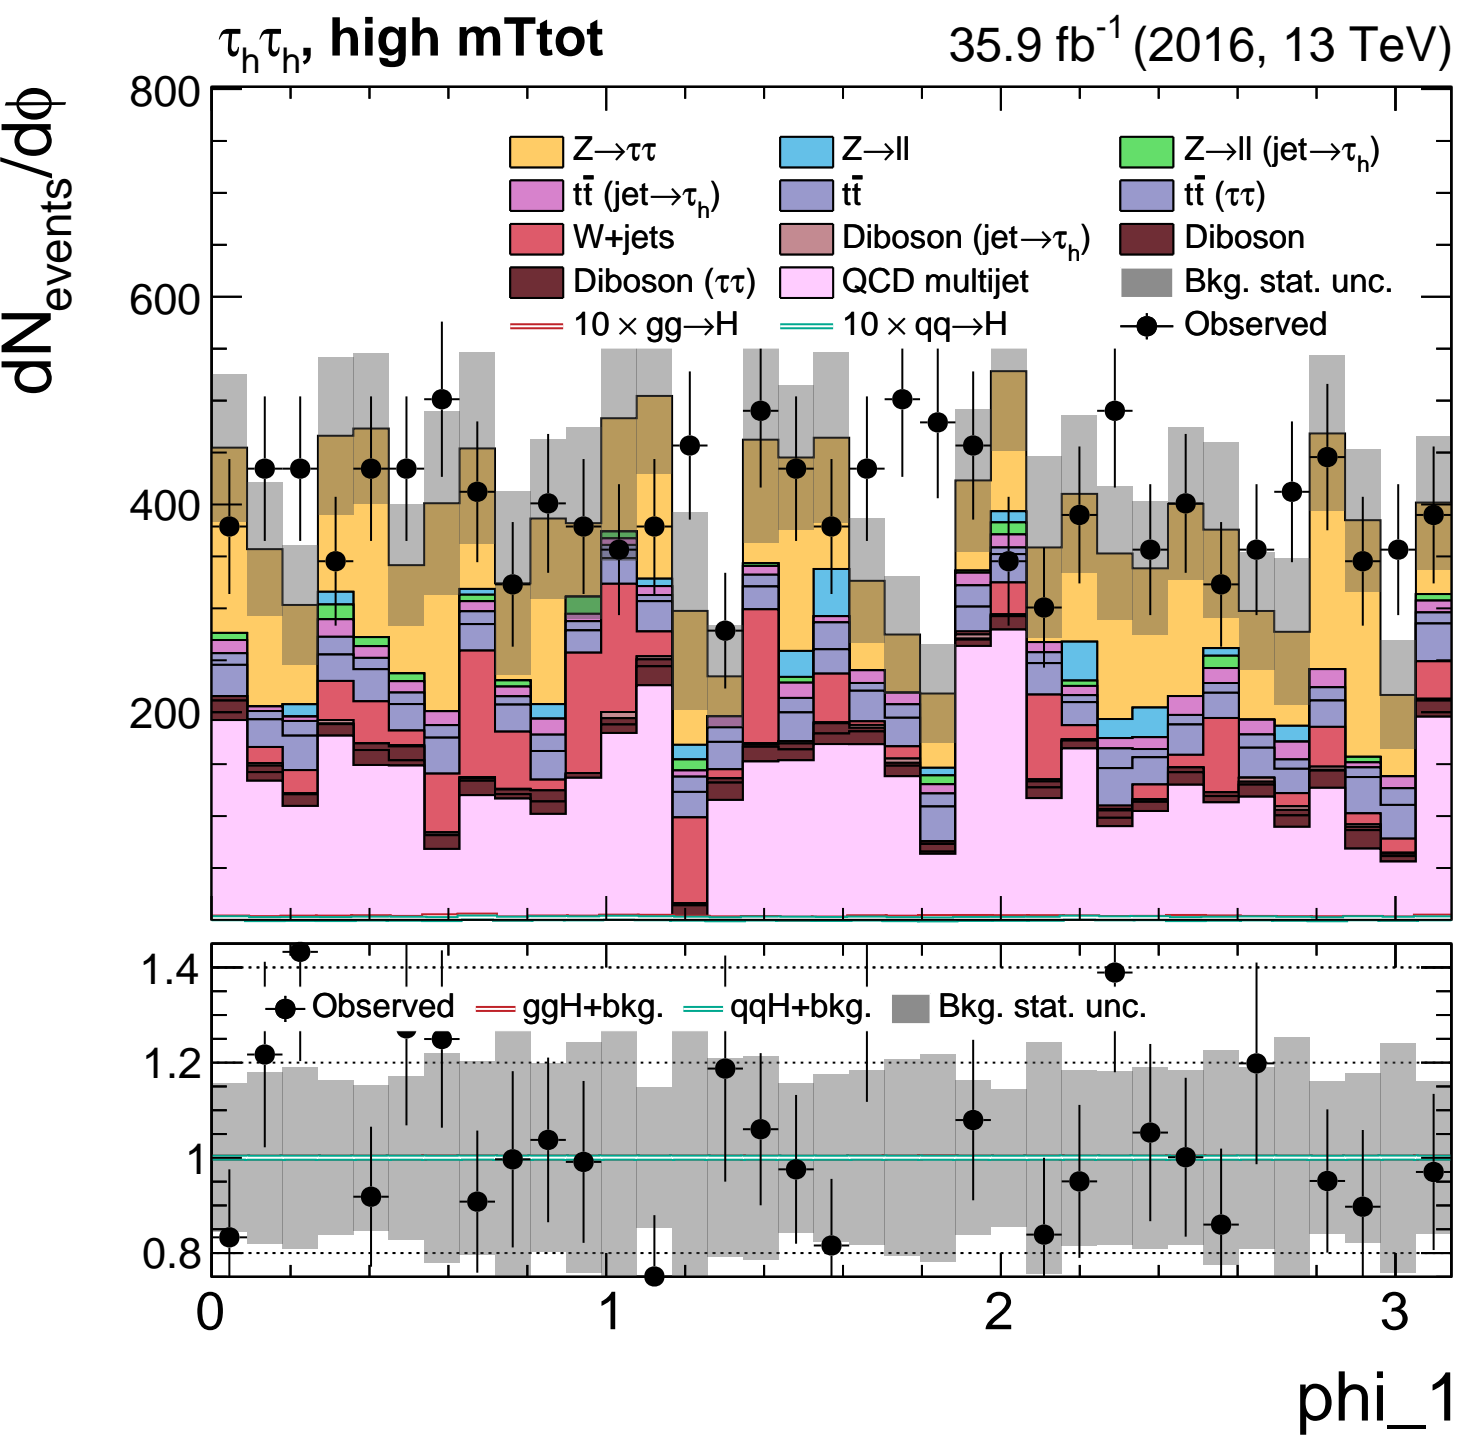 τhτh, high mTtot
35.9 fb-1 (2016, 13 TeV)
dNevents/dϕ
800
600
400
200
Z→ττ
Z→ll
Z→ll (jet→τh)
tt̄ (jet→τh)
tt̄
tt̄ (ττ)
W+jets
Diboson (jet→τh)
Diboson
Diboson (ττ)
QCD multijet
Bkg. stat. unc.
10 × gg→H
10 × qq→H
Observed
1.4
1.2
1
0.8
Observed
ggH+bkg.
qqH+bkg.
Bkg. stat. unc.
0
1
2
3
phi_1